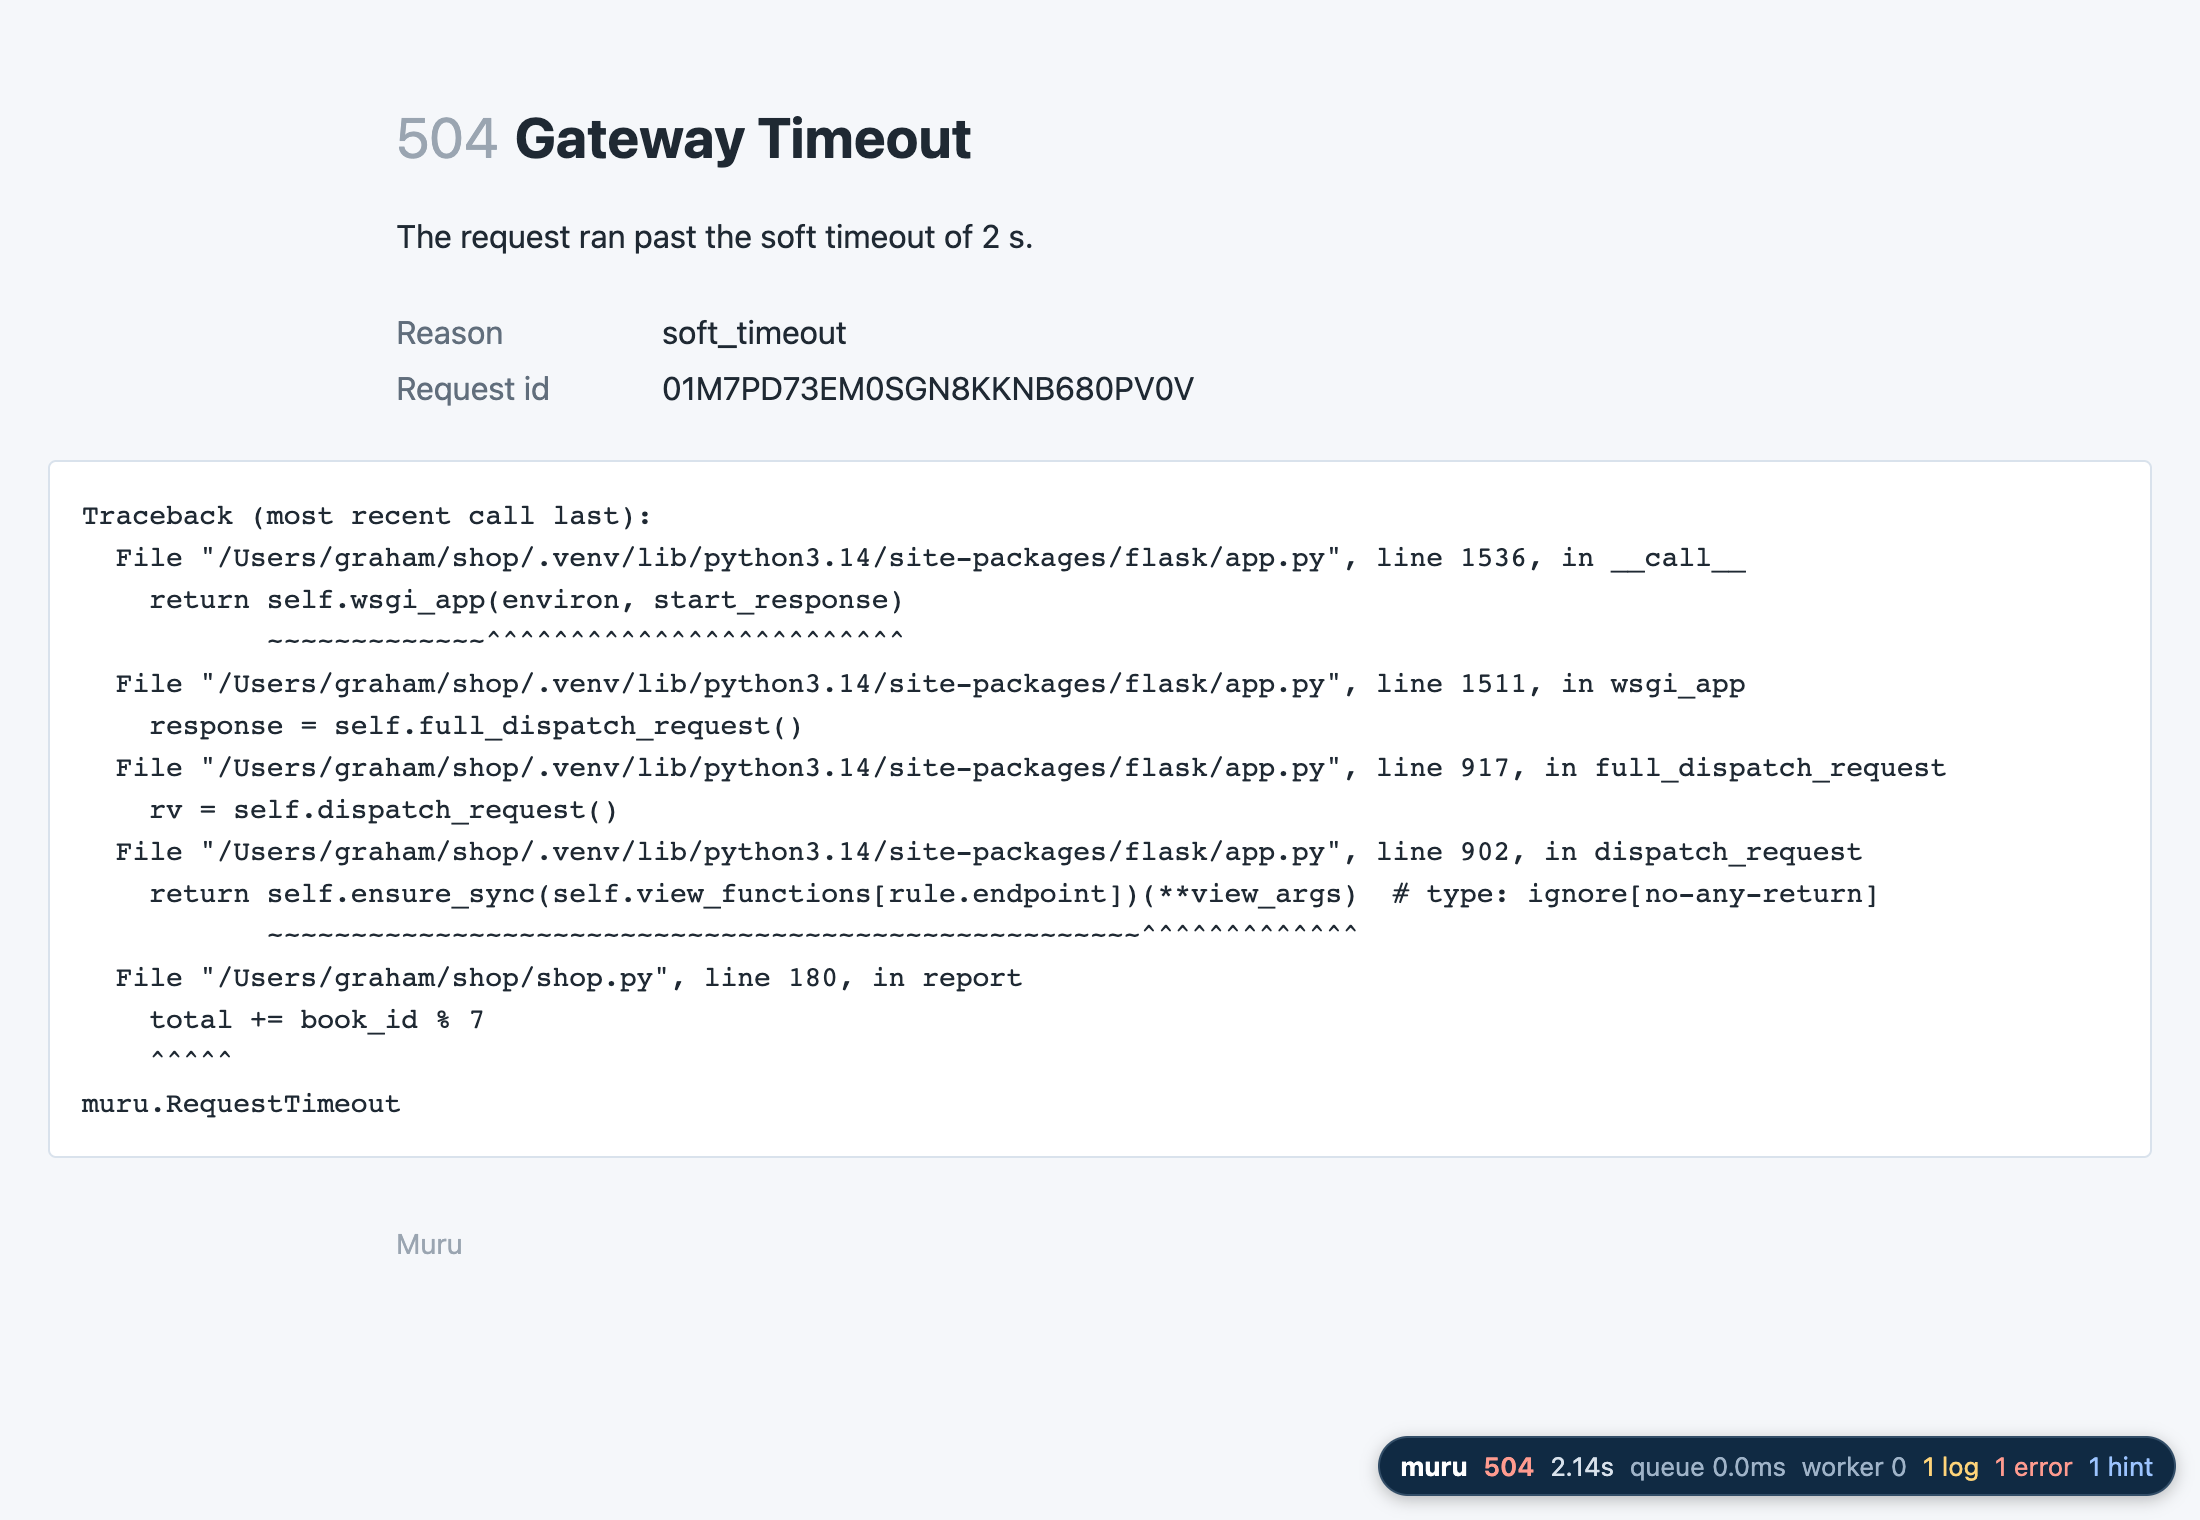 504 Gateway Timeout
The request ran past the soft timeout of 2 s.
Reason soft_timeout
Request id 01M7PD73EM0SGN8KKNB680PV0V
Traceback (most recent call last):
  File "/Users/graham/shop/.venv/lib/python3.14/site-packages/flask/app.py", line 1536, in __call__
    return self.wsgi_app(environ, start_response)
           ~~~~~~~~~~~~~^^^^^^^^^^^^^^^^^^^^^^^^^
  File "/Users/graham/shop/.venv/lib/python3.14/site-packages/flask/app.py", line 1511, in wsgi_app
    response = self.full_dispatch_request()
  File "/Users/graham/shop/.venv/lib/python3.14/site-packages/flask/app.py", line 917, in full_dispatch_request
    rv = self.dispatch_request()
  File "/Users/graham/shop/.venv/lib/python3.14/site-packages/flask/app.py", line 902, in dispatch_request
    return self.ensure_sync(self.view_functions[rule.endpoint])(**view_args)  # type: ignore[no-any-return]
           ~~~~~~~~~~~~~~~~~~~~~~~~~~~~~~~~~~~~~~~~~~~~~~~~~~~~^^^^^^^^^^^^^
  File "/Users/graham/shop/shop.py", line 180, in report
    total += book_id % 7
    ^^^^^
muru.RequestTimeout
Muru
muru 504 2.14s queue 0.0ms worker 0 1 log 1 error 1 hint